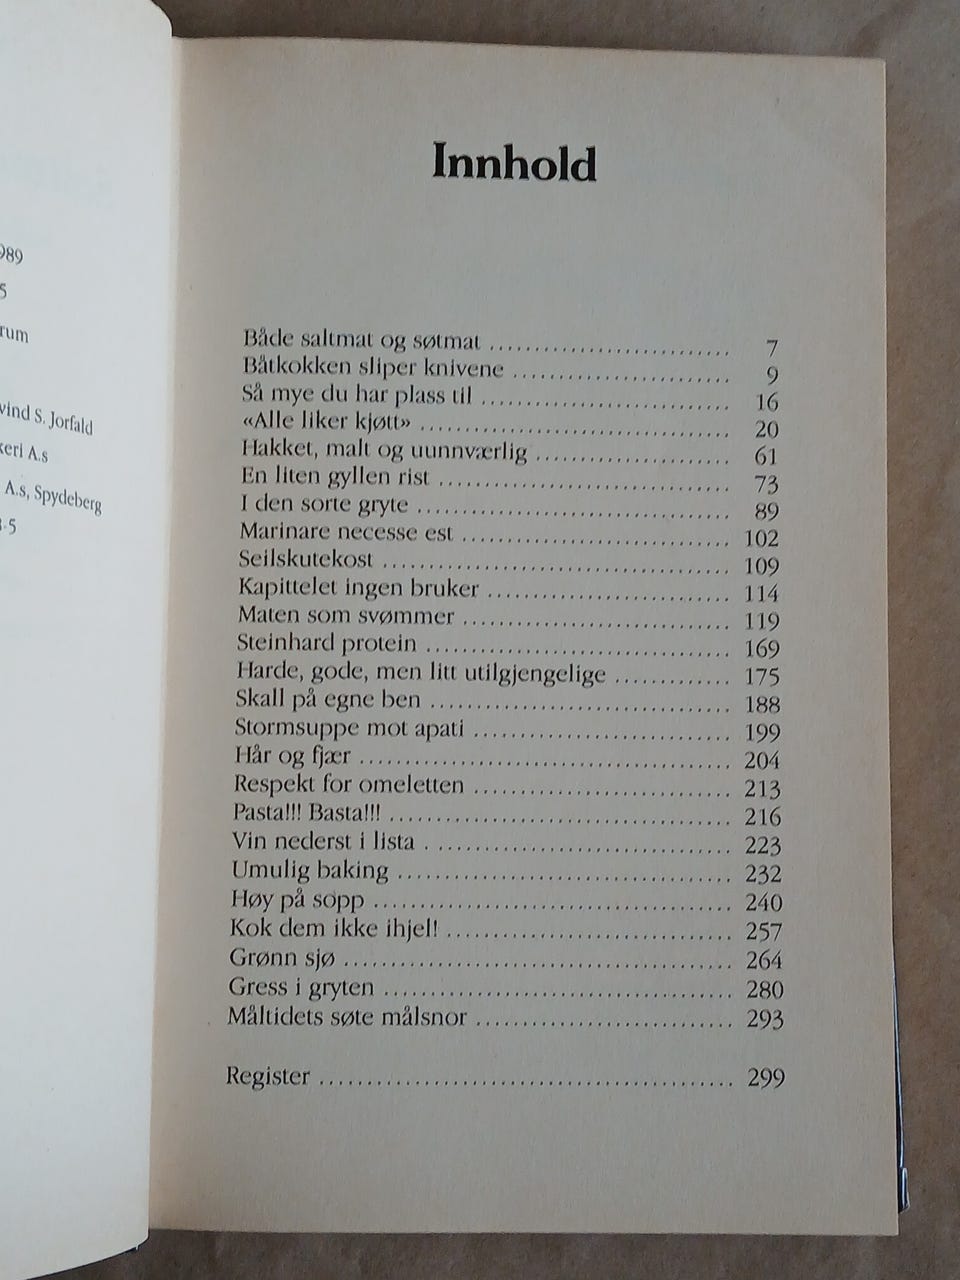 989
5
rum
vind S. Jorfald
keri A.s
A.s, Spydeberg
-5
Innhold
Både saltmat og søtmat 7
Båtkokken sliper knivene 9
Så mye du har plass til 16
«Alle liker kjøtt» 20
Hakket, malt og uunnværlig 61
En liten gyllen rist 73
I den sorte gryte 89
Marinare necesse est 102
Seilskutekost 109
Kapittelet ingen bruker 114
Maten som svømmer 119
Steinhard protein 169
Harde, gode, men litt utilgjengelige 175
Skall på egne ben 188
Stormsuppe mot apati 199
Hår og fjær 204
Respekt for omeletten 213
Pasta!!! Basta!!! 216
Vin nederst i lista 223
Umulig baking 232
Høy på sopp 240
Kok dem ikke ihjel! 257
Grønn sjø 264
Gress i gryten 280
Måltidets søte målsnor 293
Register 299